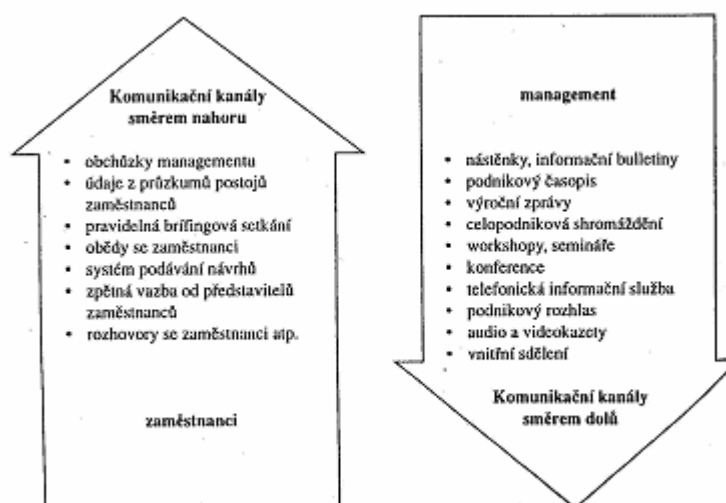 Komunikační kanály
směrem nahoru
• obchůzky managementu
• údaje z průzkumů postojů
zaměstnanců
• pravidelná brífingová setkání
• obědy se zaměstnanci
• systém podávání návrhů
• zpětná vazba od představitelů
zaměstnanců
• rozhovory se zaměstnanci atp.
zaměstnanci
management
• nástěnky, informační bulletiny
• podnikový časopis
• výroční zprávy
• celopodniková shromáždění
• workshopy, semináře
• konference
• telefonická informační služba
• podnikový rozhlas
• audio a videokazety
• vnitřní sdělení
Komunikační kanály
směrem dolů